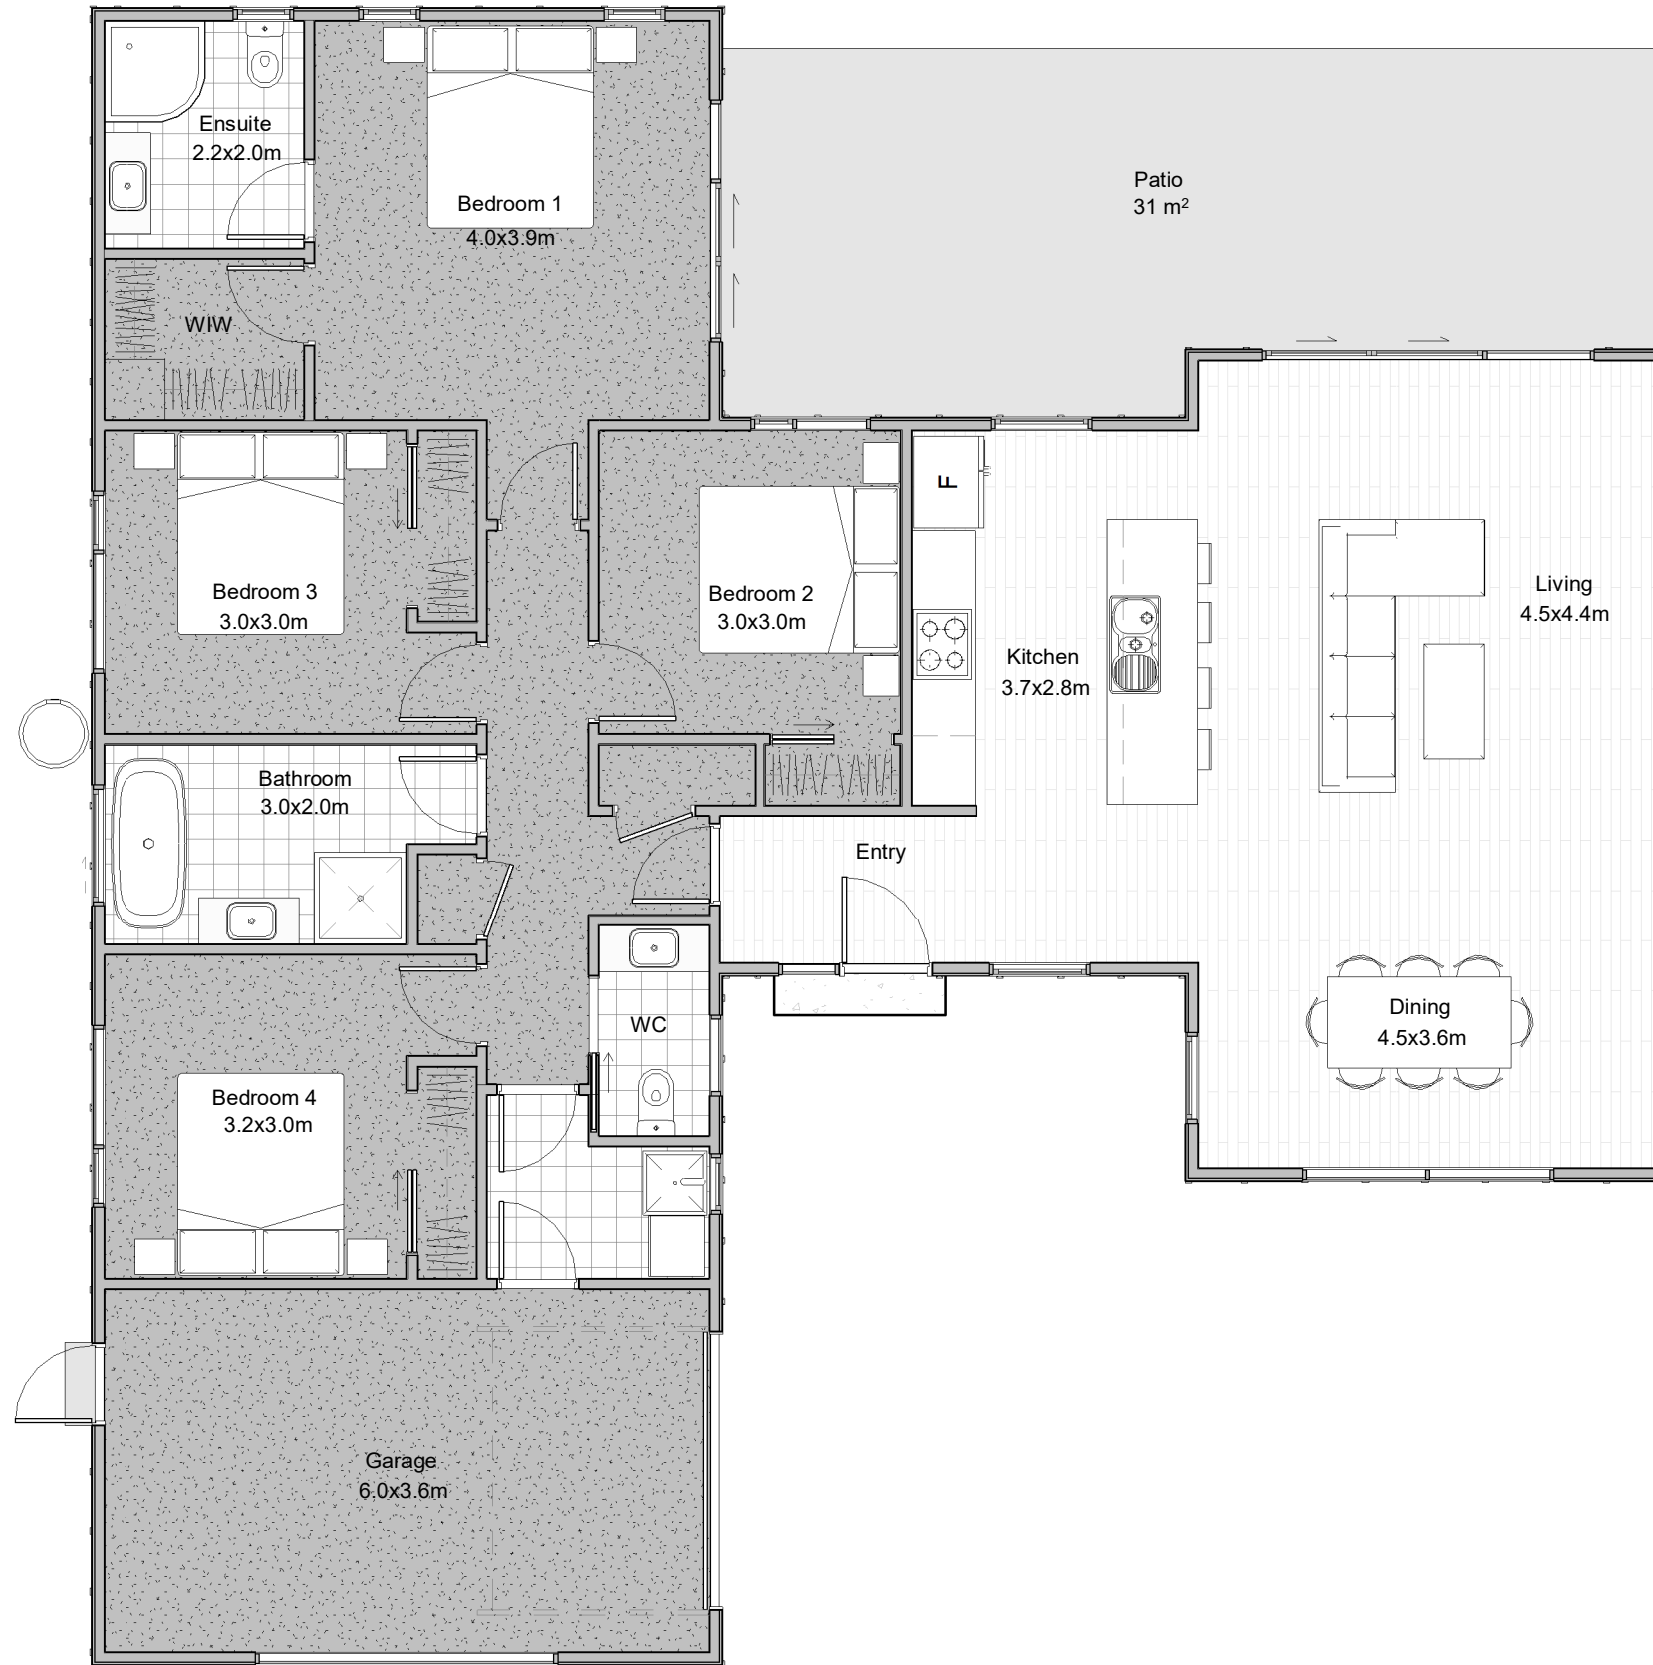 Ensuite
2.2x2.0m
Bedroom 1
4.0x3.9m
Patio
31 m²
WIW
F
Bedroom 3
3.0x3.0m
Bedroom 2
3.0x3.0m
Living
4.5x4.4m
Kitchen
3.7x2.8m
Bathroom
3.0x2.0m
Entry
Dining
4.5x3.6m
WC
Bedroom 4
3.2x3.0m
Garage
6.0x3.6m